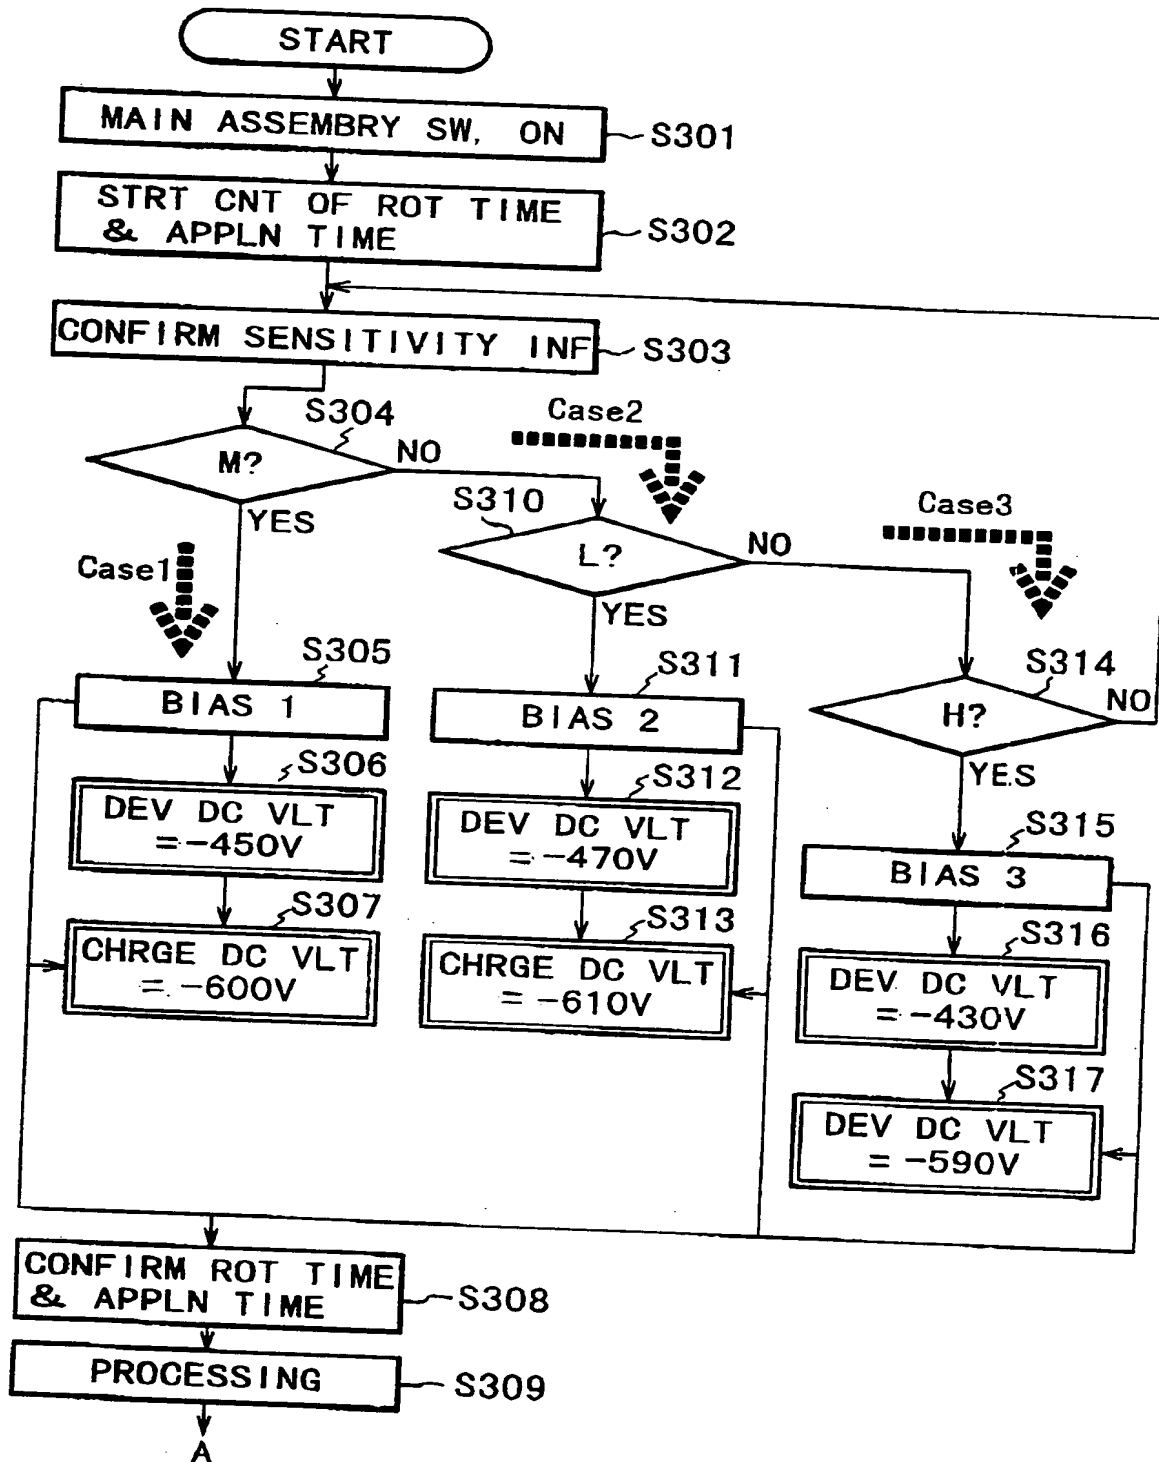 START
MAIN ASSEMBRY SW, ON
S301
STRT CNT OF ROT TIME
& APPLN TIME
S302
CONFIRM SENSITIVITY INF
S303
S304
M?
NO
YES
Case1
Case2
S310
L?
NO
YES
Case3
S314
H?
NO
YES
S305
BIAS 1
S306
DEV DC VLT
=-450V
S307
CHRGE DC VLT
=-600V
S311
BIAS 2
S312
DEV DC VLT
=-470V
S313
CHRGE DC VLT
=-610V
S315
BIAS 3
S316
DEV DC VLT
=-430V
S317
DEV DC VLT
=-590V
CONFIRM ROT TIME
& APPLN TIME
S308
PROCESSING
S309
A